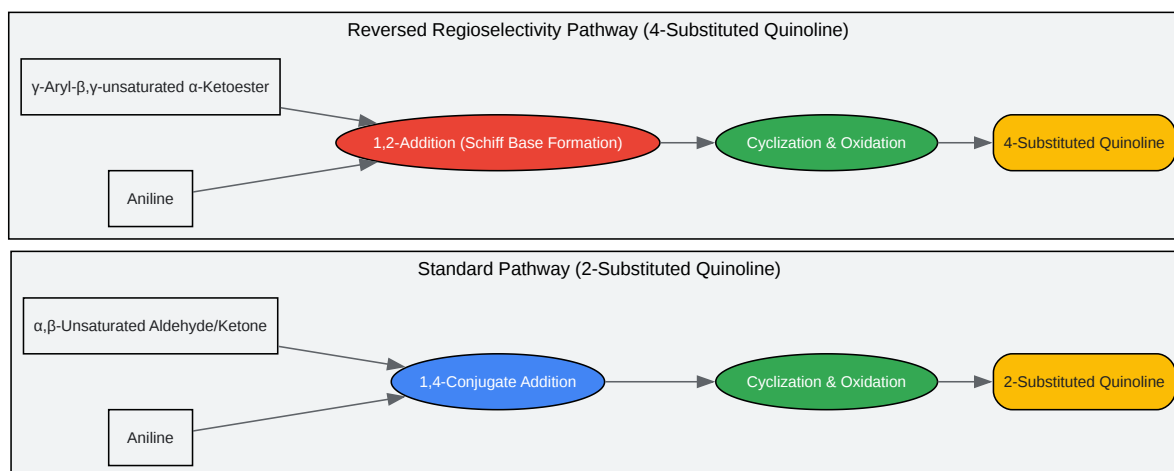 Reversed Regioselectivity Pathway (4-Substituted Quinoline)
γ-Aryl-β,γ-unsaturated α-Ketoester
1,2-Addition (Schiff Base Formation)
Cyclization & Oxidation
4-Substituted Quinoline
Aniline
Standard Pathway (2-Substituted Quinoline)
α,β-Unsaturated Aldehyde/Ketone
1,4-Conjugate Addition
Cyclization & Oxidation
2-Substituted Quinoline
Aniline